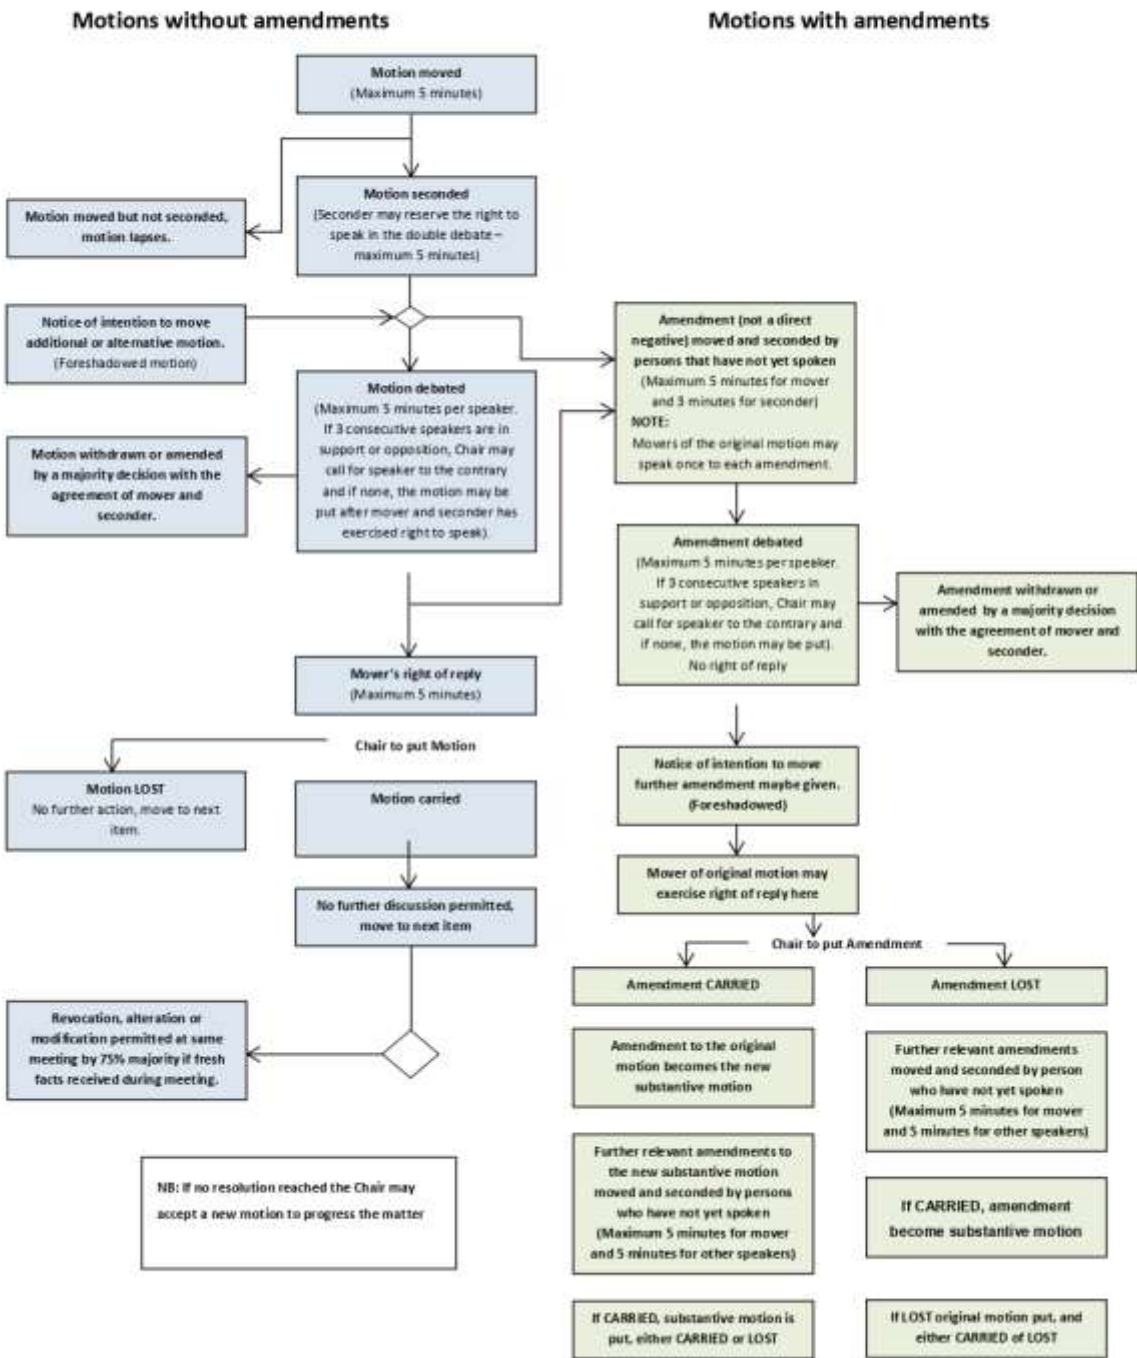 Motions without amendments
Motion moved
(Maximum 5 minutes)
Motion seconded
(Seconder may reserve the right to
speak in the double debate –
maximum 5 minutes)
Motion moved but not seconded,
motion lapses.
Notice of intention to move
additional or alternative motion.
(Foreshadowed motion)
Motion debated
(Maximum 5 minutes per speaker.
If 3 consecutive speakers are in
support or opposition, Chair may
call for speaker to the contrary
and if none, the motion may be
put after mover and seconder has
exercised right to speak).
Motion withdrawn or amended
by a majority decision with the
agreement of mover and
seconder.
Mover's right of reply
(Maximum 5 minutes)
Chair to put Motion
Motion LOST
No further action, move to next
item.
Motion carried
No further discussion permitted,
move to next item
Revocation, alteration or
modification permitted at same
meeting by 75% majority if fresh
facts received during meeting.
NB: If no resolution reached the Chair may
accept a new motion to progress the matter
Motions with amendments
Amendment (not a direct
negative) moved and seconded by
persons that have not yet spoken
(Maximum 5 minutes for mover
and 3 minutes for seconder)
NOTE:
Movers of the original motion may
speak once to each amendment.
Amendment debated
(Maximum 5 minutes per speaker.
If 3 consecutive speakers in
support or opposition, Chair may
call for speaker to the contrary and
if none, the motion may be put).
No right of reply
Amendment withdrawn or
amended by a majority decision
with the agreement of mover and
seconder.
Notice of intention to move
further amendment maybe given.
(Foreshadowed)
Mover of original motion may
exercise right of reply here
Chair to put Amendment
Amendment CARRIED
Amendment to the original
motion becomes the new
substantive motion
Further relevant amendments to
the new substantive motion
moved and seconded by persons
who have not yet spoken
(Maximum 5 minutes for mover
and 5 minutes for other speakers)
If CARRIED, substantive motion is
put, either CARRIED or LOST
Amendment LOST
Further relevant amendments
moved and seconded by person
who have not yet spoken
(Maximum 5 minutes for mover
and 5 minutes for other speakers)
If CARRIED, amendment
become substantive motion
If LOST original motion put, and
either CARRIED of LOST